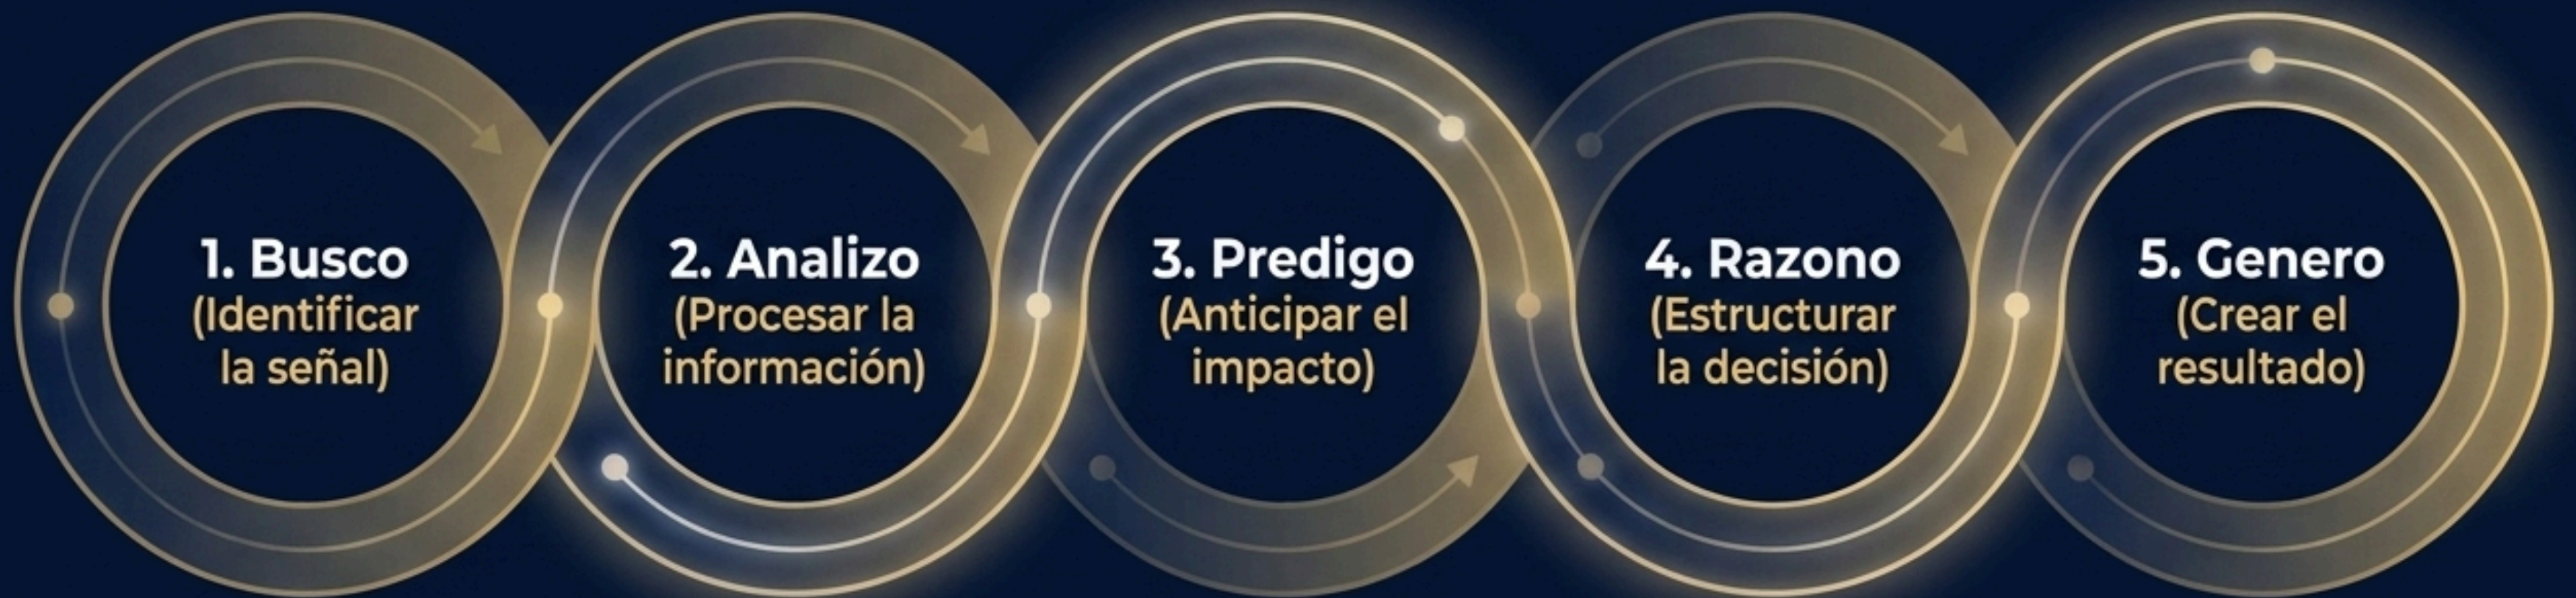 1. Busco
(Identificar
la señal)
2. Analizo
(Procesar la
información)
3. Predigo
(Anticipar el
impacto)
4. Razono
(Estructurar
la decisión)
5. Genero
(Crear el
resultado)